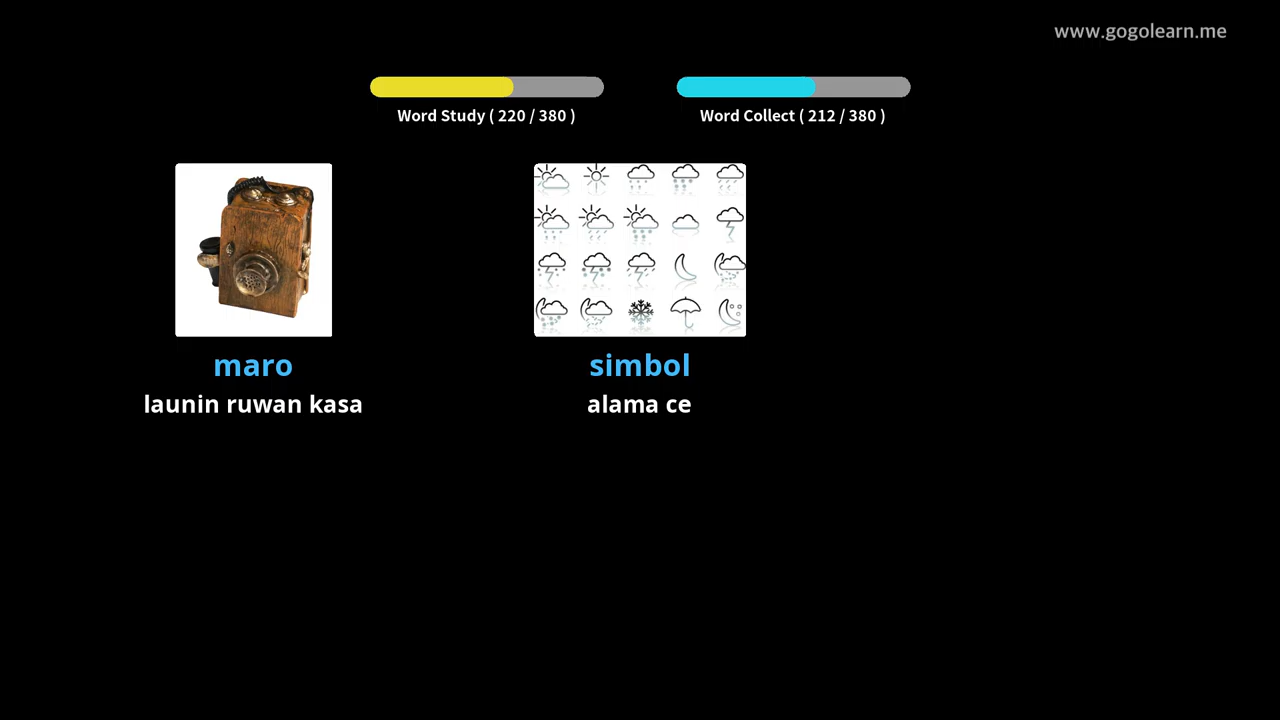 www.gogolearn.me
Word Study ( 220 / 380 )
Word Collect ( 212 / 380 )
maro
launin ruwan kasa
simbol
alama ce